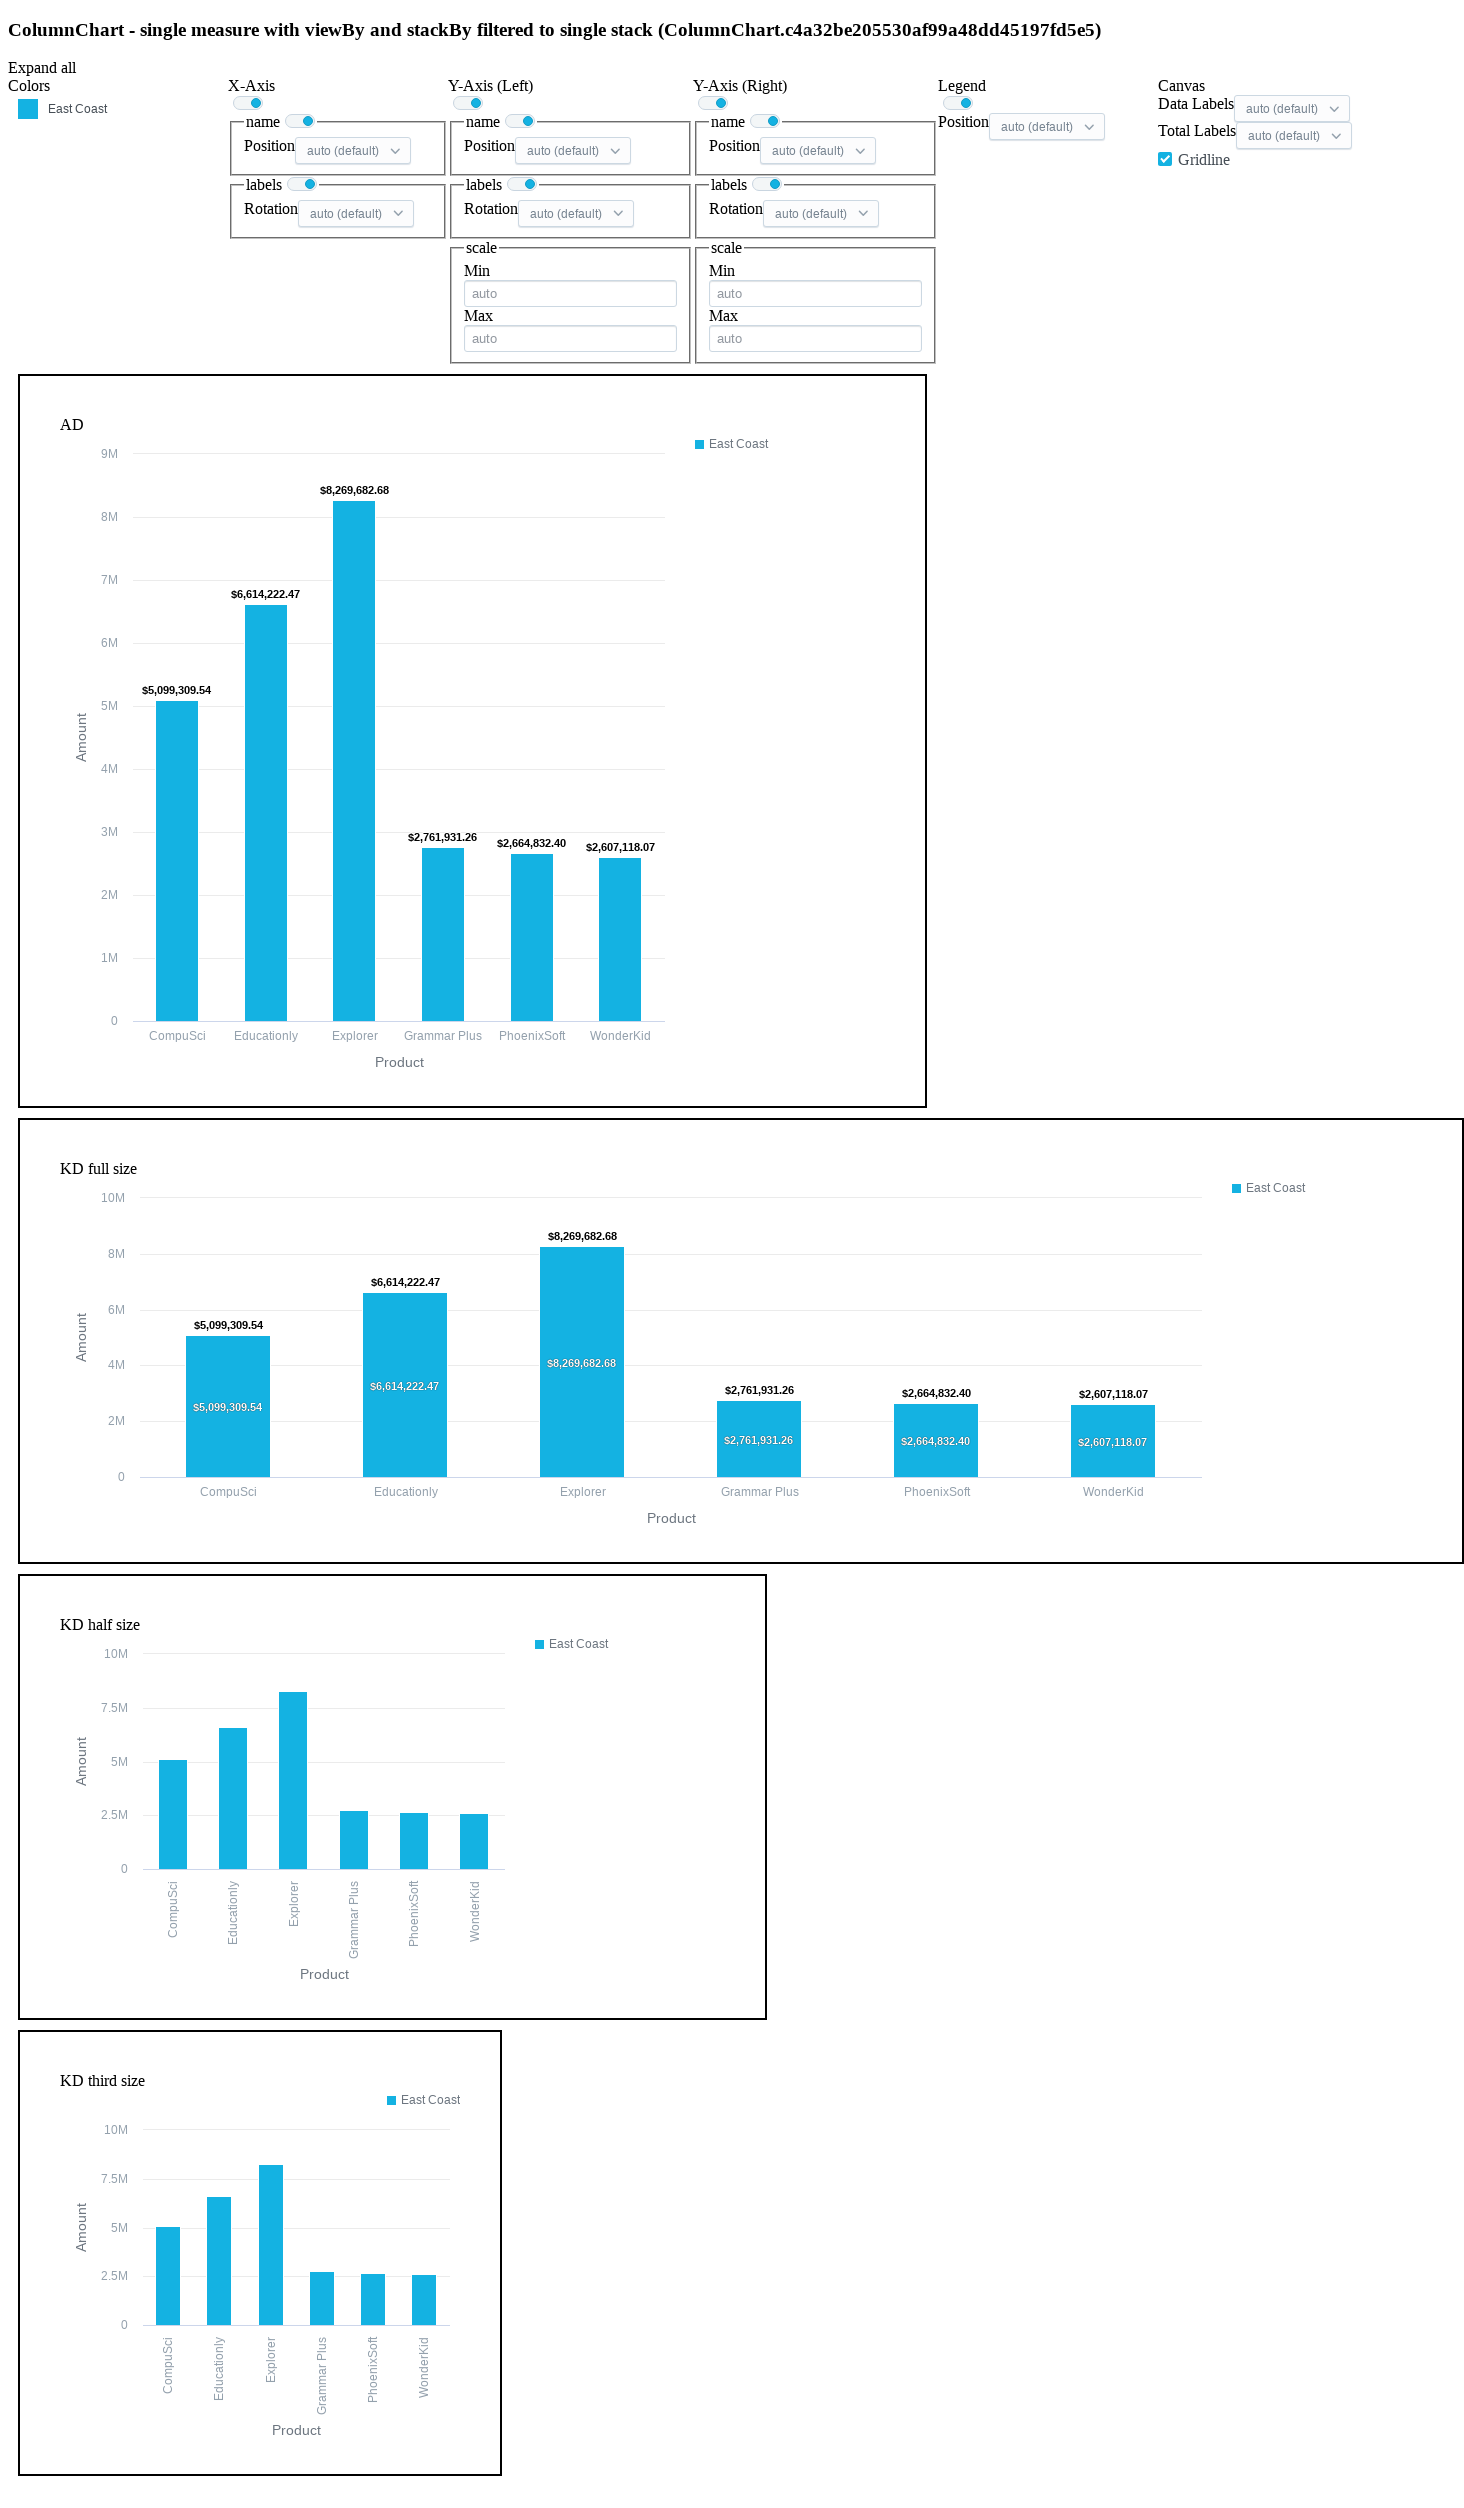 ColumnChart - single measure with viewBy and stackBy filtered to single stack (ColumnChart.c4a32be205530af99a48dd45197fd5e5)
Expand all
Colors
East Coast
X-Axis
name
Position auto (default)
labels
Rotation auto (default)
Y-Axis (Left)
name
Position auto (default)
labels
Rotation auto (default)
scale
Min
auto
Max
auto
Y-Axis (Right)
name
Position auto (default)
labels
Rotation auto (default)
scale
Min
auto
Max
auto
Legend
Position auto (default)
Canvas
Data Labels auto (default)
Total Labels auto (default)
Gridline
AD
East Coast
9M
8M
7M
6M
5M
4M
3M
2M
1M
0
Amount
$5,099,309.54
$6,614,222.47
$8,269,682.68
$2,761,931.26
$2,664,832.40
$2,607,118.07
CompuSci Educationly Explorer Grammar Plus PhoenixSoft WonderKid
Product
KD full size
East Coast
10M
8M
6M
4M
2M
0
Amount
$5,099,309.54
$6,614,222.47
$8,269,682.68
$2,761,931.26
$2,664,832.40
$2,607,118.07
$5,099,309.54
$6,614,222.47
$8,269,682.68
$2,761,931.26
$2,664,832.40
$2,607,118.07
CompuSci Educationly Explorer Grammar Plus PhoenixSoft WonderKid
Product
KD half size
East Coast
10M
7.5M
5M
2.5M
0
Amount
CompuSci
Educationly
Explorer
Grammar Plus
PhoenixSoft
WonderKid
Product
KD third size
East Coast
10M
7.5M
5M
2.5M
0
Amount
CompuSci
Educationly
Explorer
Grammar Plus
PhoenixSoft
WonderKid
Product